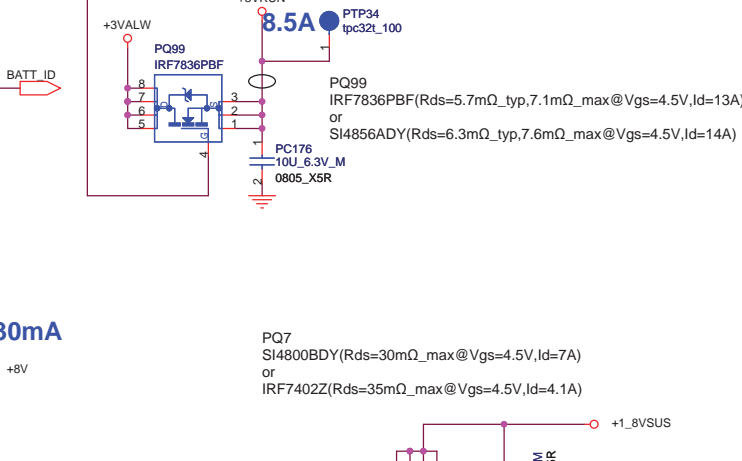 8.5A
PTP34
tpc32t_100
1
+3VALW
PQ99
IRF7836PBF
BATT_ID
8
7
6
5
D
S
G
3
2
1
4
PQ99
IRF7836PBF(Rds=5.7mΩ_typ,7.1mΩ_max@Vgs=4.5V,Id=13A)
or
SI4856ADY(Rds=6.3mΩ_typ,7.6mΩ_max@Vgs=4.5V,Id=14A)
1
PC176
10U_6.3V_M
0805_X5R
2
30mA
+8V
PQ7
SI4800BDY(Rds=30mΩ_max@Vgs=4.5V,Id=7A)
or
IRF7402Z(Rds=35mΩ_max@Vgs=4.5V,Id=4.1A)
+1_8VSUS